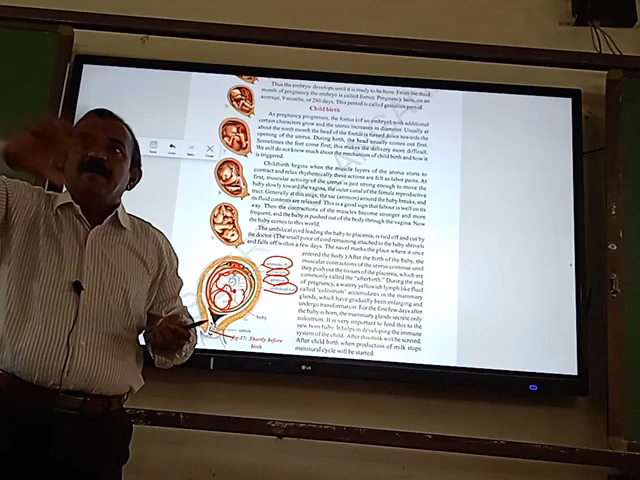 Thus the embryo develops until it is ready to be born. From the third
month of pregnancy the embryo is called foetus. Pregnancy lasts, on an
average, 9 months, or 280 days. This period is called gestation period.
Child birth
As pregnancy progresses, the foetus (of an embryo) with additional
certain characters grow and the uterus increases in diameter. Usually at
about the ninth month the head of the foetus is turned down towards the
opening of the uterus. During birth, the head usually comes out first.
Sometimes the feet come first; this makes the delivery more difficult.
We still do not know much about the mechanism of child birth and how it
is triggered.
Childbirth begins when the muscle layers of the uterus starts to
contract and relax rhythmically these actions are felt as labor pains. At
first, muscular activity of the uterus is just strong enough to move the
baby slowly toward the vagina, the outer canal of the female reproductive
tract. Generally at this stage, the sac (amnion) around the baby breaks, and
its fluid contents are released. This is a good sign that labour is well on its
way. Then the contractions of the muscles become stronger and more
frequent, and the baby is pushed out of the body through the vagina. Now
the baby comes to this world.
The umbilical cord leading the baby to placenta, is tied off and cut by
the doctor (The small piece of cord remaining attached to the baby shrivels
and falls off within a few days. The navel marks the place where it once
entered the body.) After the birth of the baby, the
muscular contractions of the uterus continue until
they push out the tissues of the placenta, which are
commonly called the "afterbirth." During the end
of pregnancy, a watery yellowish lymph like fluid
called "colostrum" accumulates in the mammary
glands, which have gradually been enlarging and
undergo transformation. For the first few days after
the baby is born, the mammary glands secrete only
colostrum. It is very important to feed this to the
new born baby. It helps in developing the immune
system of the child. After this milk will be
After child birth when production of milk stops
menstrual cycle will be started.
umbilical cord
baby
cervix
fig-17: Shortly before
birth
LG